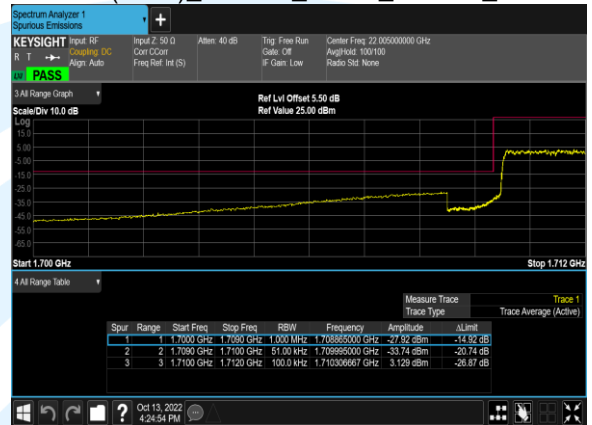 Spectrum Analyzer 1
Spurious Emissions
+
KEYSIGHT Input: RF Input Z: 50 Ω Atten: 40 dB Trig: Free Run Center Freq: 22.005000000 GHz
R T Coupling: DC Corr CCorr Gate: Off Avg|Hold: 100/100
Align: Auto Freq Ref: Int (S) IF Gain: Low Radio Std: None
PASS
3 All Range Graph
Ref Lvl Offset 5.50 dB
Scale/Div 10.0 dB Ref Value 25.00 dBm
Log
15.0
5.00
-5.00
-15.0
-25.0
-35.0
-45.0
-55.0
-65.0
Start 1.700 GHz Stop 1.712 GHz
4 All Range Table
Measure Trace Trace 1
Trace Type Trace Average (Active)
Spur Range Start Freq Stop Freq RBW Frequency Amplitude ΔLimit
1 1 1.7000 GHz 1.7090 GHz 1.000 MHz 1.708865000 GHz -27.92 dBm -14.92 dB
2 2 1.7090 GHz 1.7100 GHz 51.00 kHz 1.709995000 GHz -33.74 dBm -20.74 dB
3 3 1.7100 GHz 1.7120 GHz 100.0 kHz 1.710306667 GHz 3.129 dBm -26.87 dB
? Oct 13, 2022
4:24:54 PM